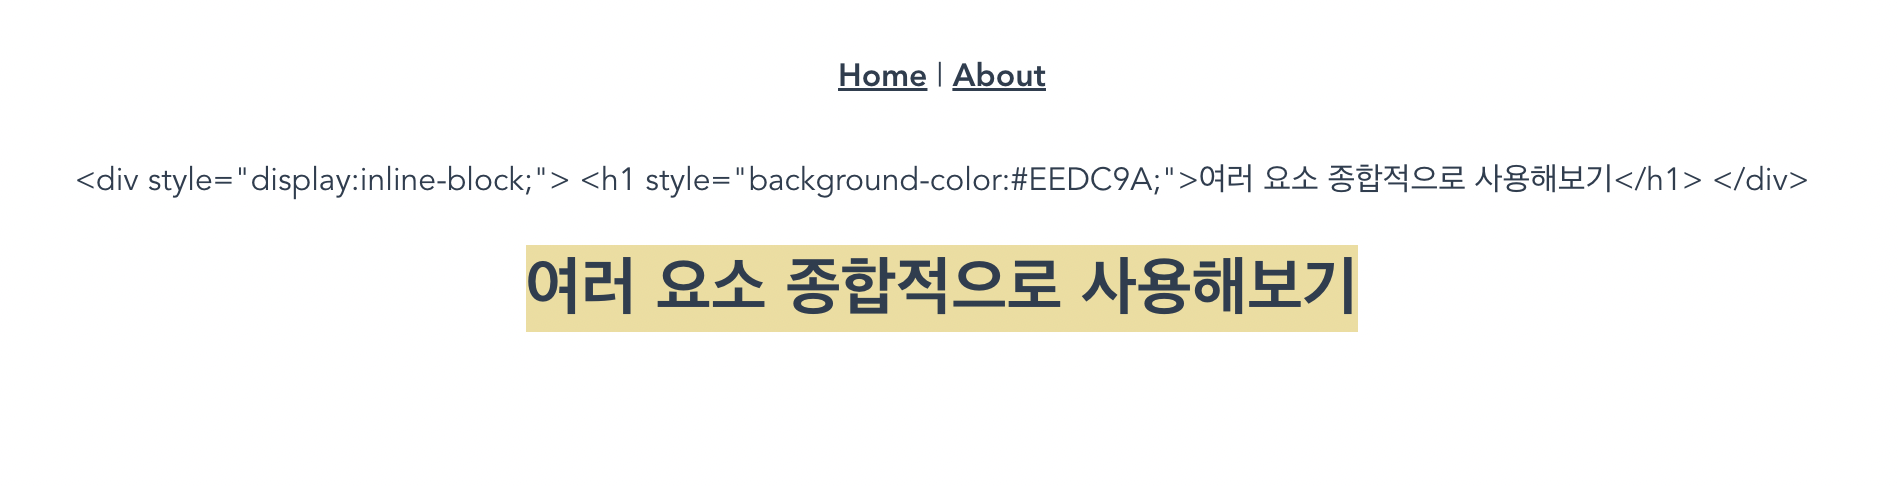 Home | About
<div style="display:inline-block;"> <h1 style="background-color:#EEDC9A;">여러 요소 종합적으로 사용해보기</h1> </div>
여러 요소 종합적으로 사용해보기